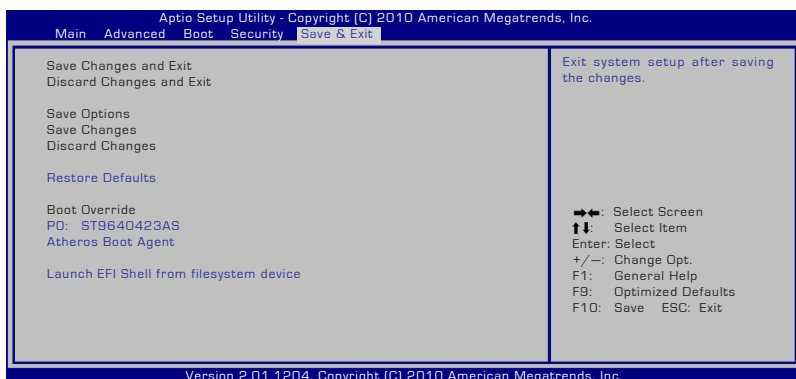 Aptio Setup Utility - Copyright (C) 2010 American Megatrends, Inc.
Main Advanced Boot Security Save & Exit
Save Changes and Exit
Discard Changes and Exit
Save Options
Save Changes
Discard Changes
Restore Defaults
Boot Override
P0: ST9640423AS
Atheros Boot Agent
Launch EFI Shell from filesystem device
Exit system setup after saving
the changes.
→←: Select Screen
↑↓: Select Item
Enter: Select
+/—: Change Opt.
F1: General Help
F9: Optimized Defaults
F10: Save ESC: Exit
Version 2.01.1204. Copyright (C) 2010 American Megatrends, Inc.